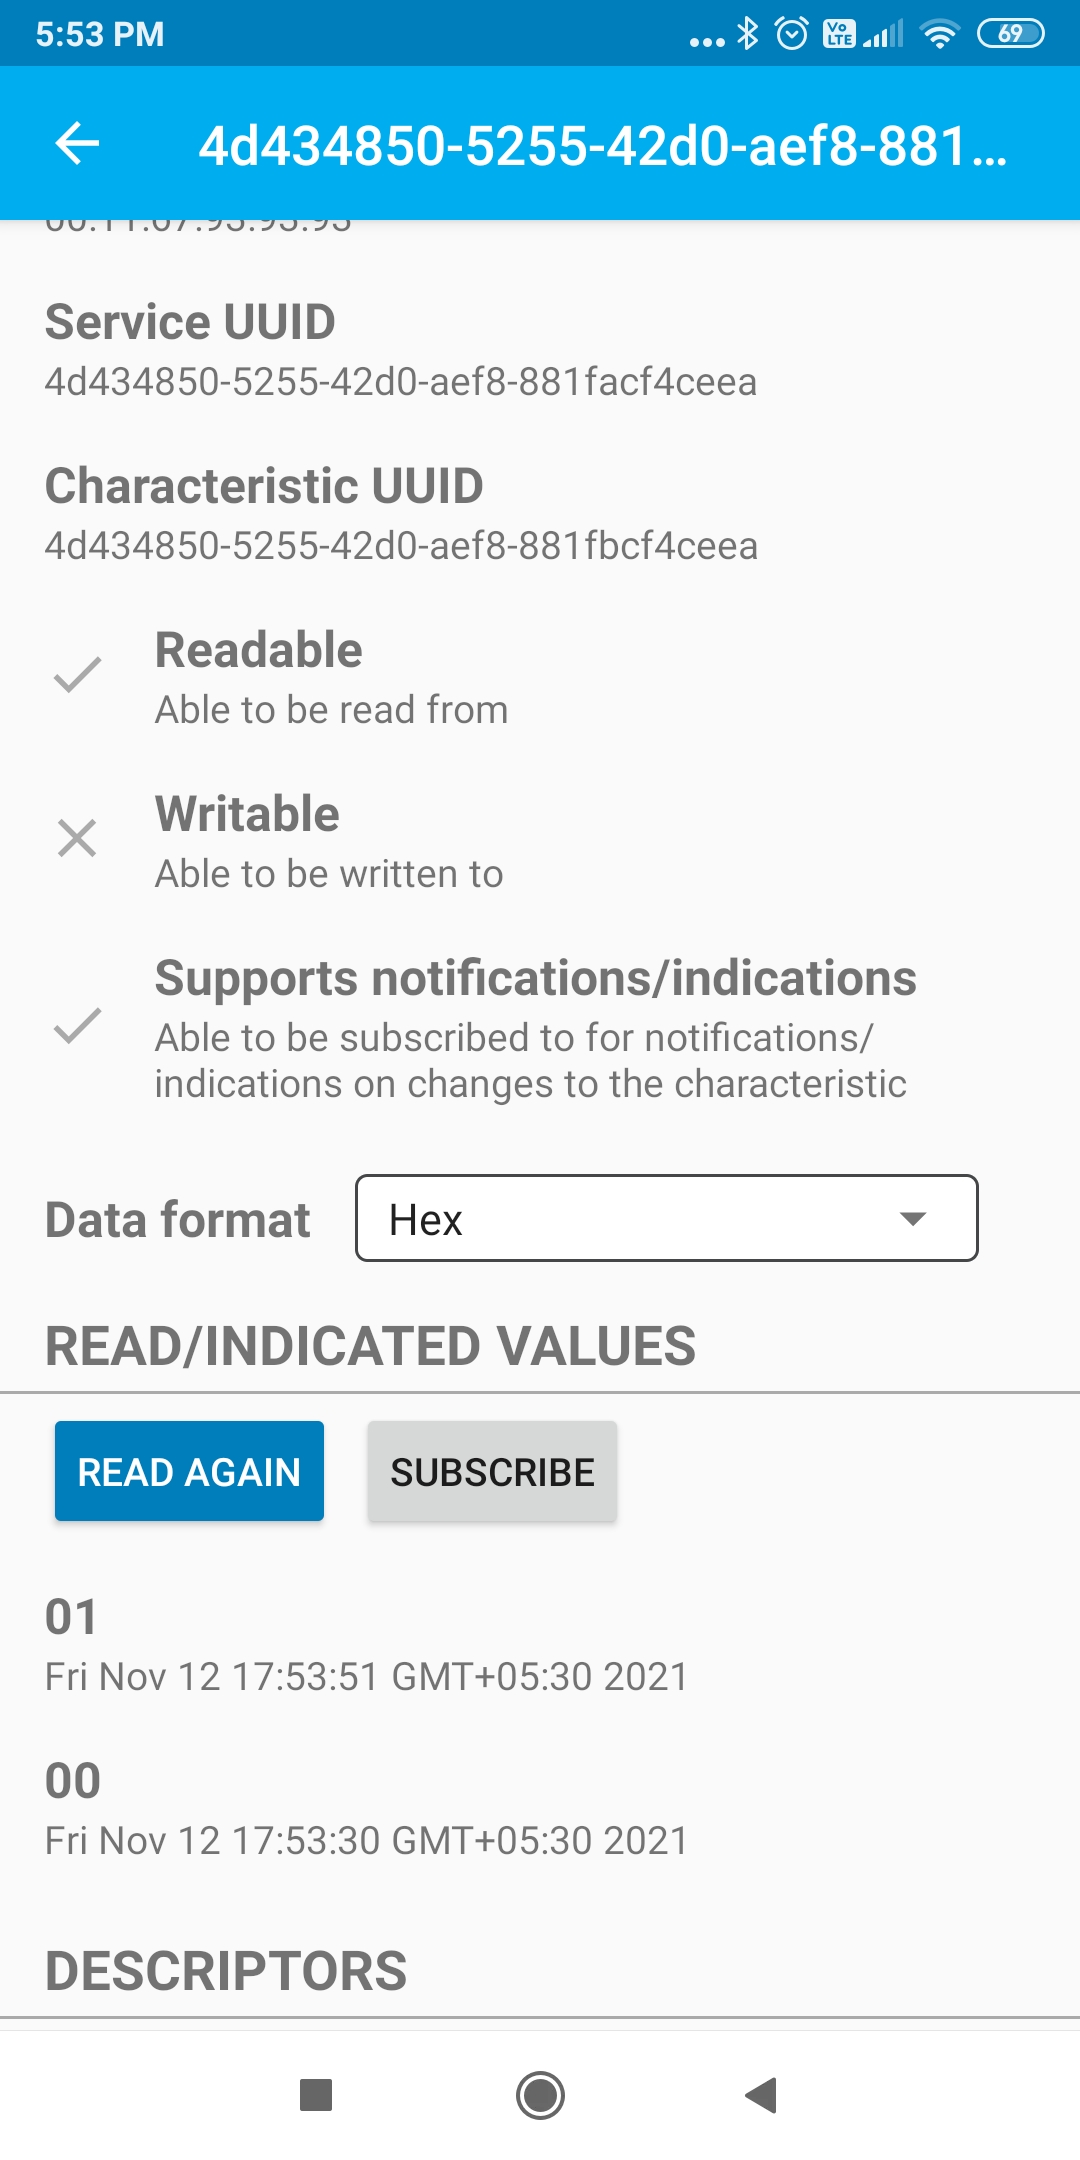 5:53 PM
Vo LTE
69
4d434850-5255-42d0-aef8-881...
Service UUID
4d434850-5255-42d0-aef8-881facf4ceea
Characteristic UUID
4d434850-5255-42d0-aef8-881fbcf4ceea
Readable
Able to be read from
Writable
Able to be written to
Supports notifications/indications
Able to be subscribed to for notifications/
indications on changes to the characteristic
Data format
Hex
READ/INDICATED VALUES
READ AGAIN
SUBSCRIBE
01
Fri Nov 12 17:53:51 GMT+05:30 2021
00
Fri Nov 12 17:53:30 GMT+05:30 2021
DESCRIPTORS